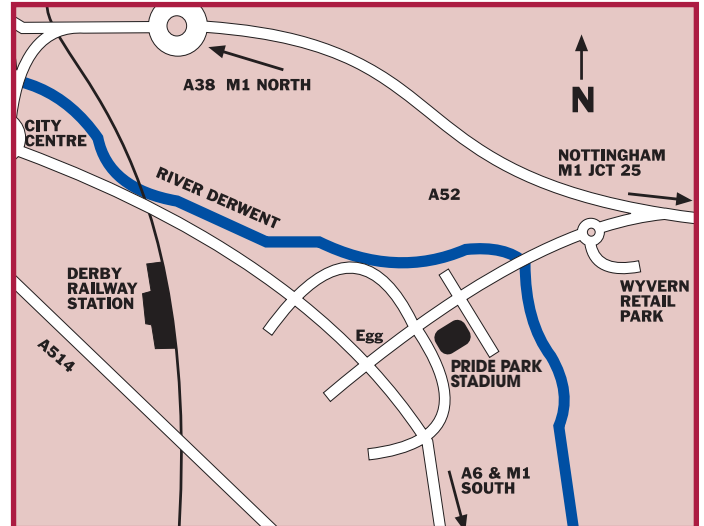 A38 M1 NORTH
N
CITY
CENTRE
NOTTINGHAM
M1 JCT 25
RIVER DERWENT
A52
DERBY
RAILWAY
STATION
WYVERN
RETAIL
PARK
Egg
A514
PRIDE PARK
STADIUM
A6 & M1
SOUTH